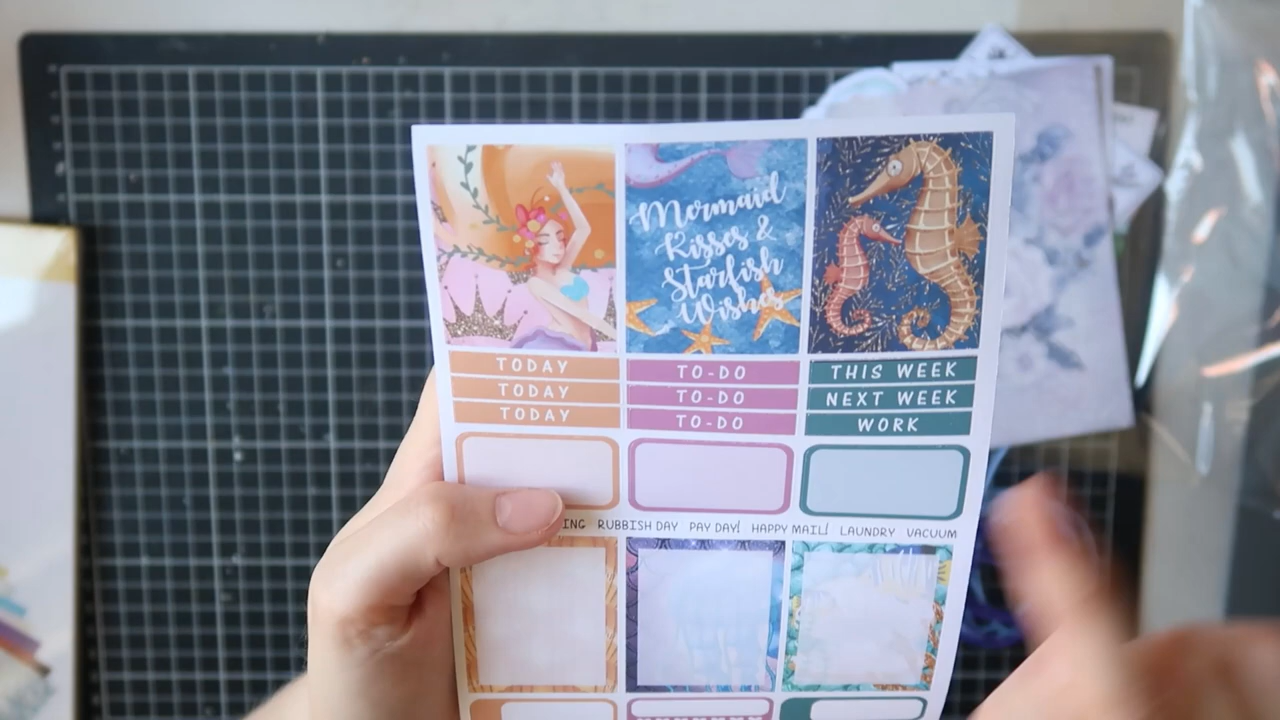 Mermaid
Kisses &
Starfish
Wishes
TODAY
TODAY
TODAY
TO-DO
TO-DO
TO-DO
THIS WEEK
NEXT WEEK
WORK
RUBBISH DAY PAY DAY! HAPPY MAIL! LAUNDRY VACUUM